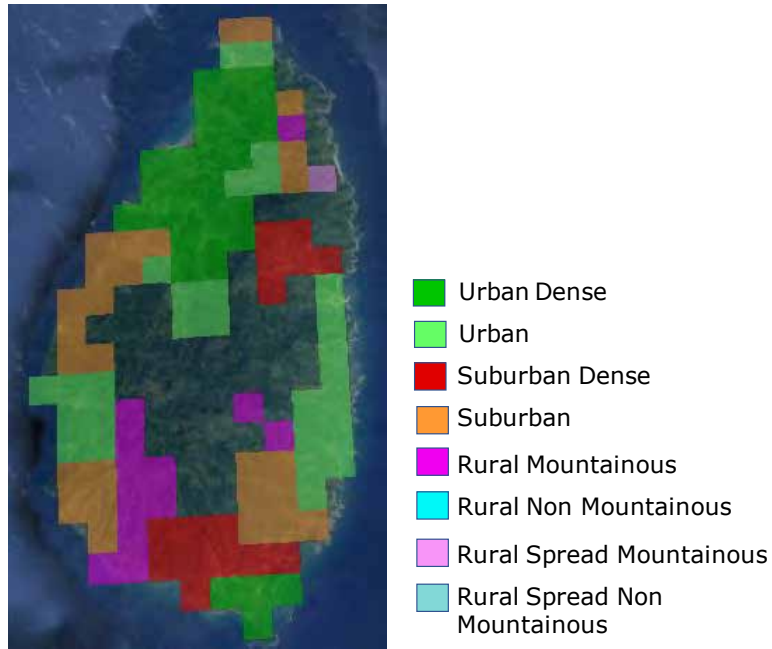 Urban Dense
Urban
Suburban Dense
Suburban
Rural Mountainous
Rural Non Mountainous
Rural Spread Mountainous
Rural Spread Non
Mountainous